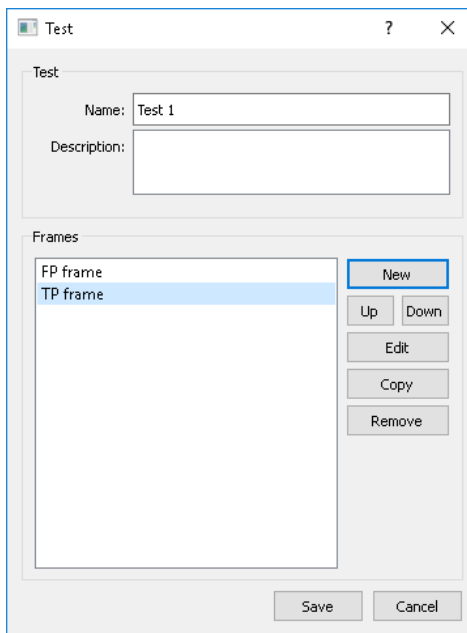 Test ?
Test
Name: Test 1
Description:
Frames
FP frame
TP frame
New
Up Down
Edit
Copy
Remove
Save Cancel